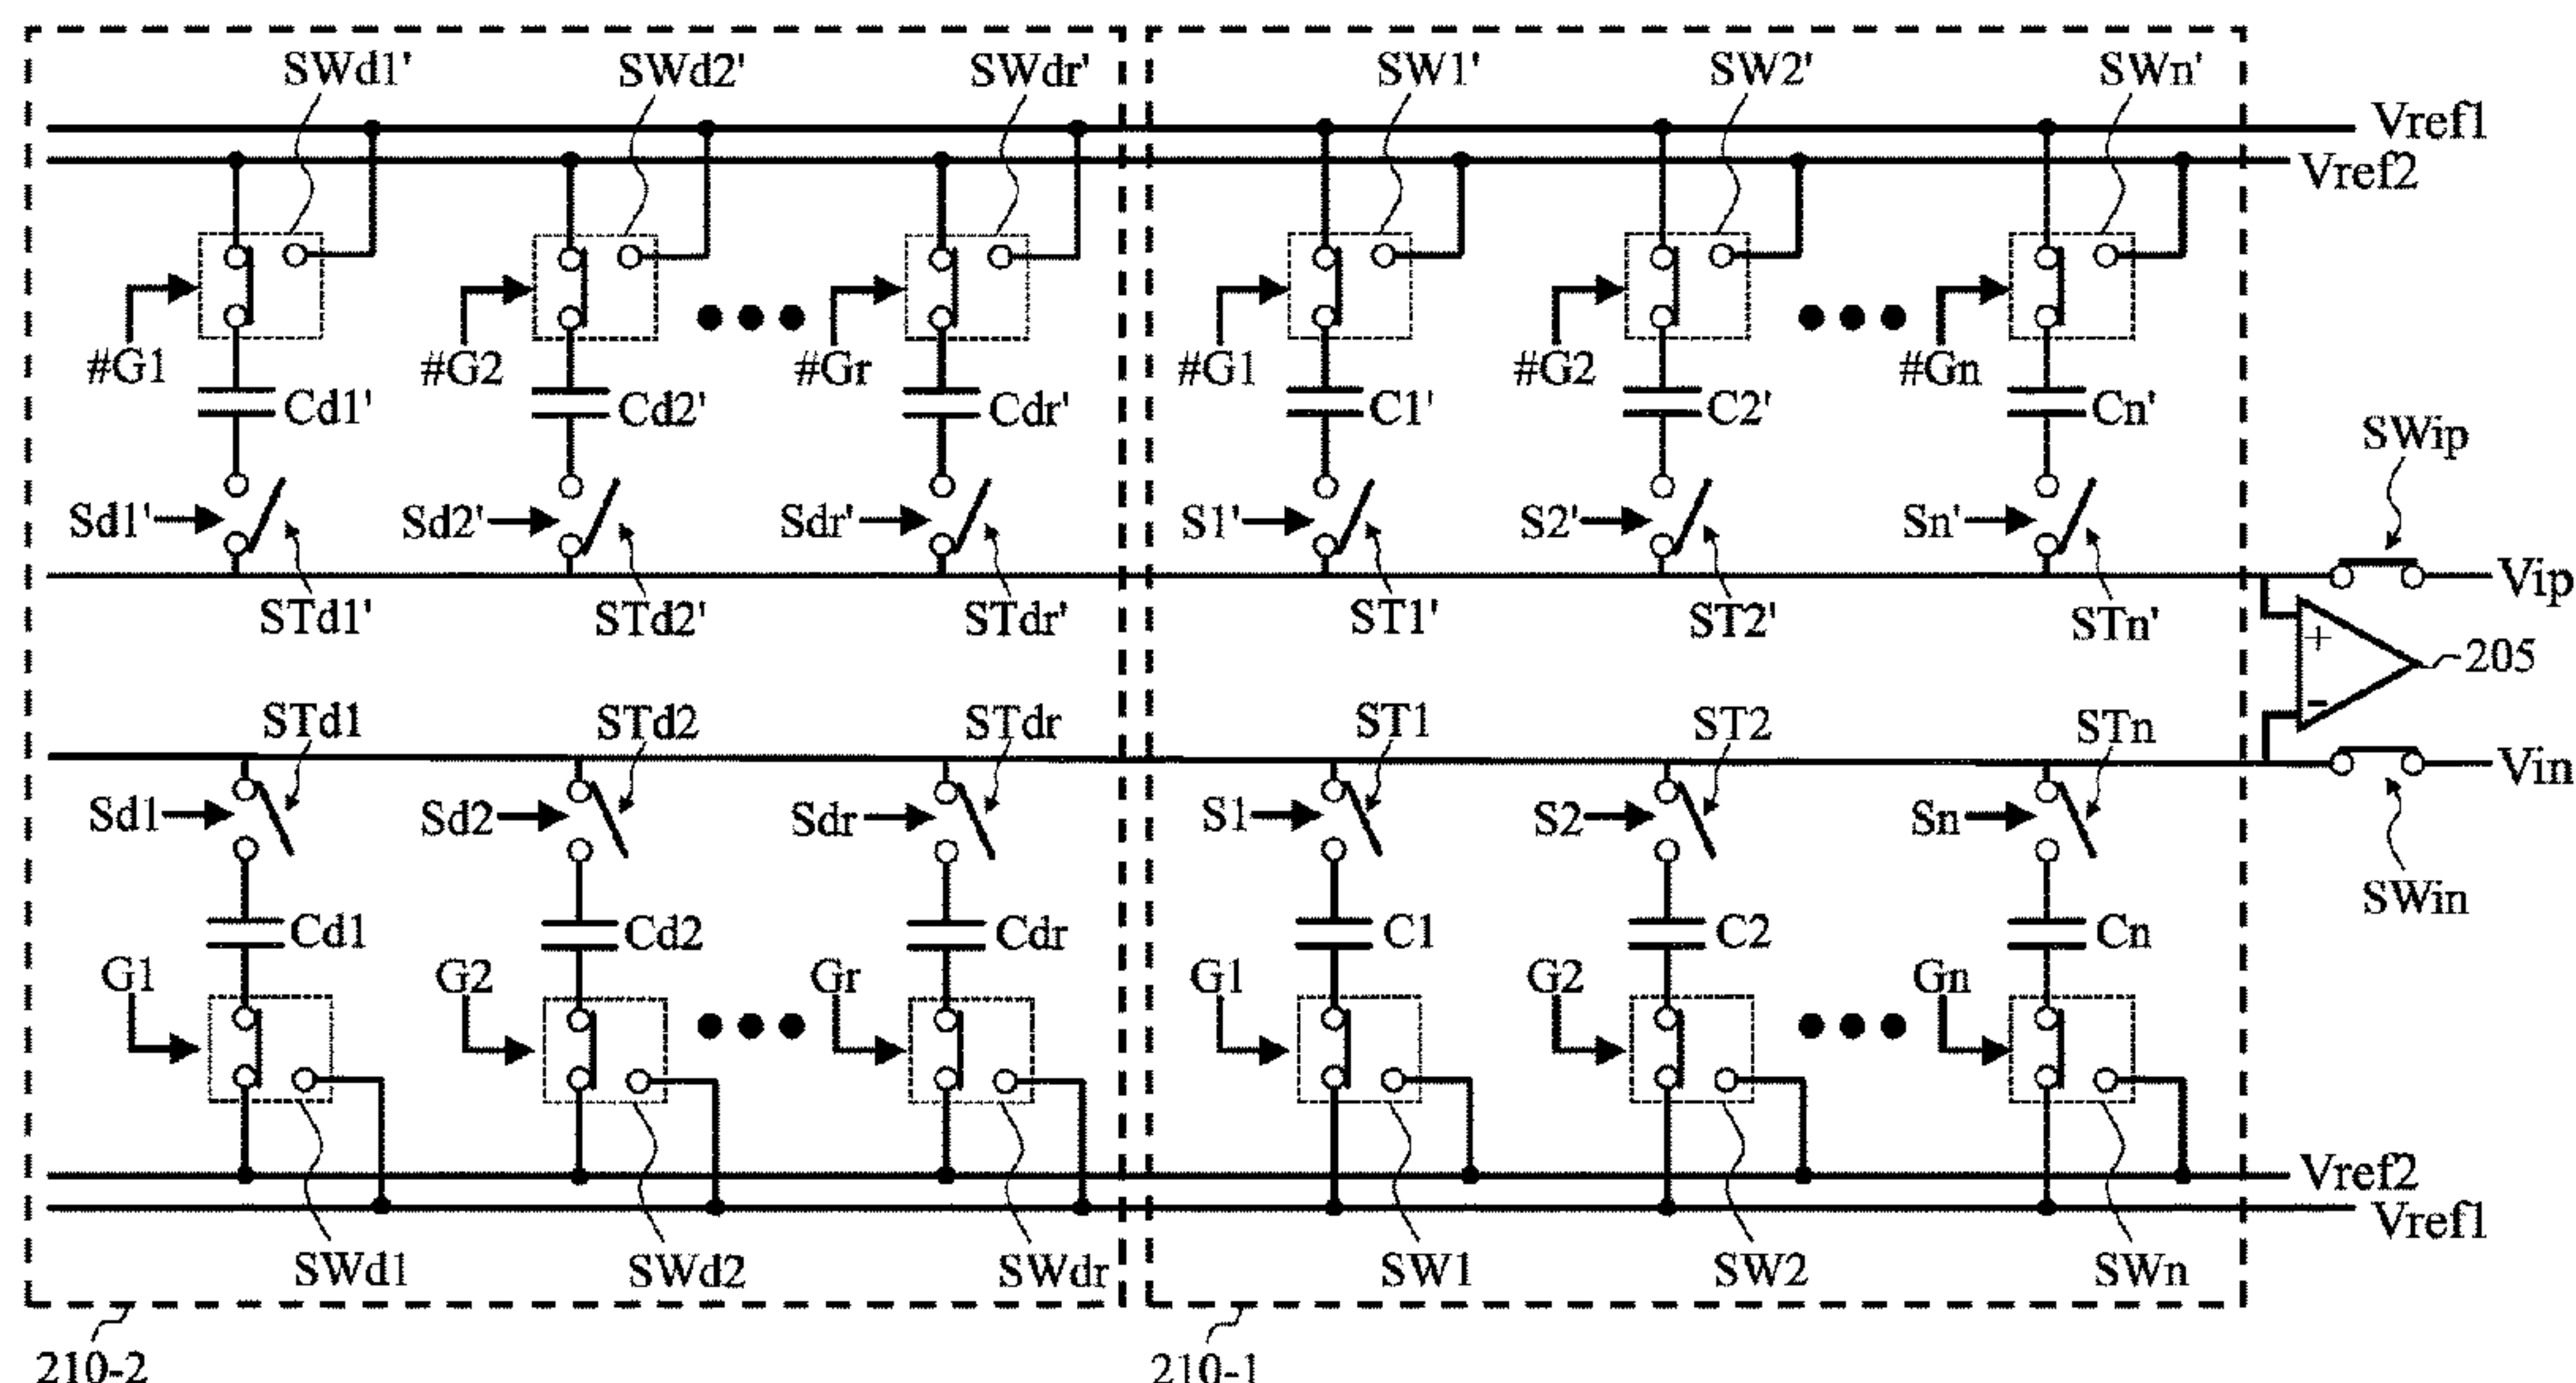 SWd1' SWd2' SWdr' SW1' SW2' SWn'
Vref1
Vref2
#G1 #G2 #Gr #G1 #G2 #Gn
Cd1' Cd2' Cdr' C1' C2' Cn'
SWip
Sd1' Sd2' Sdr' S1' S2' Sn'
Vip
STd1' STd2' STdr' ST1' ST2' STn'
+
205
-
STd1 STd2 STdr ST1 ST2 STn
Vin
Sd1 Sd2 Sdr S1 S2 Sn
SWin
Cd1 Cd2 Cdr C1 C2 Cn
G1 G2 Gr G1 G2 Gn
Vref2
Vref1
SWd1 SWd2 SWdr SW1 SW2 SWn
210-2 210-1